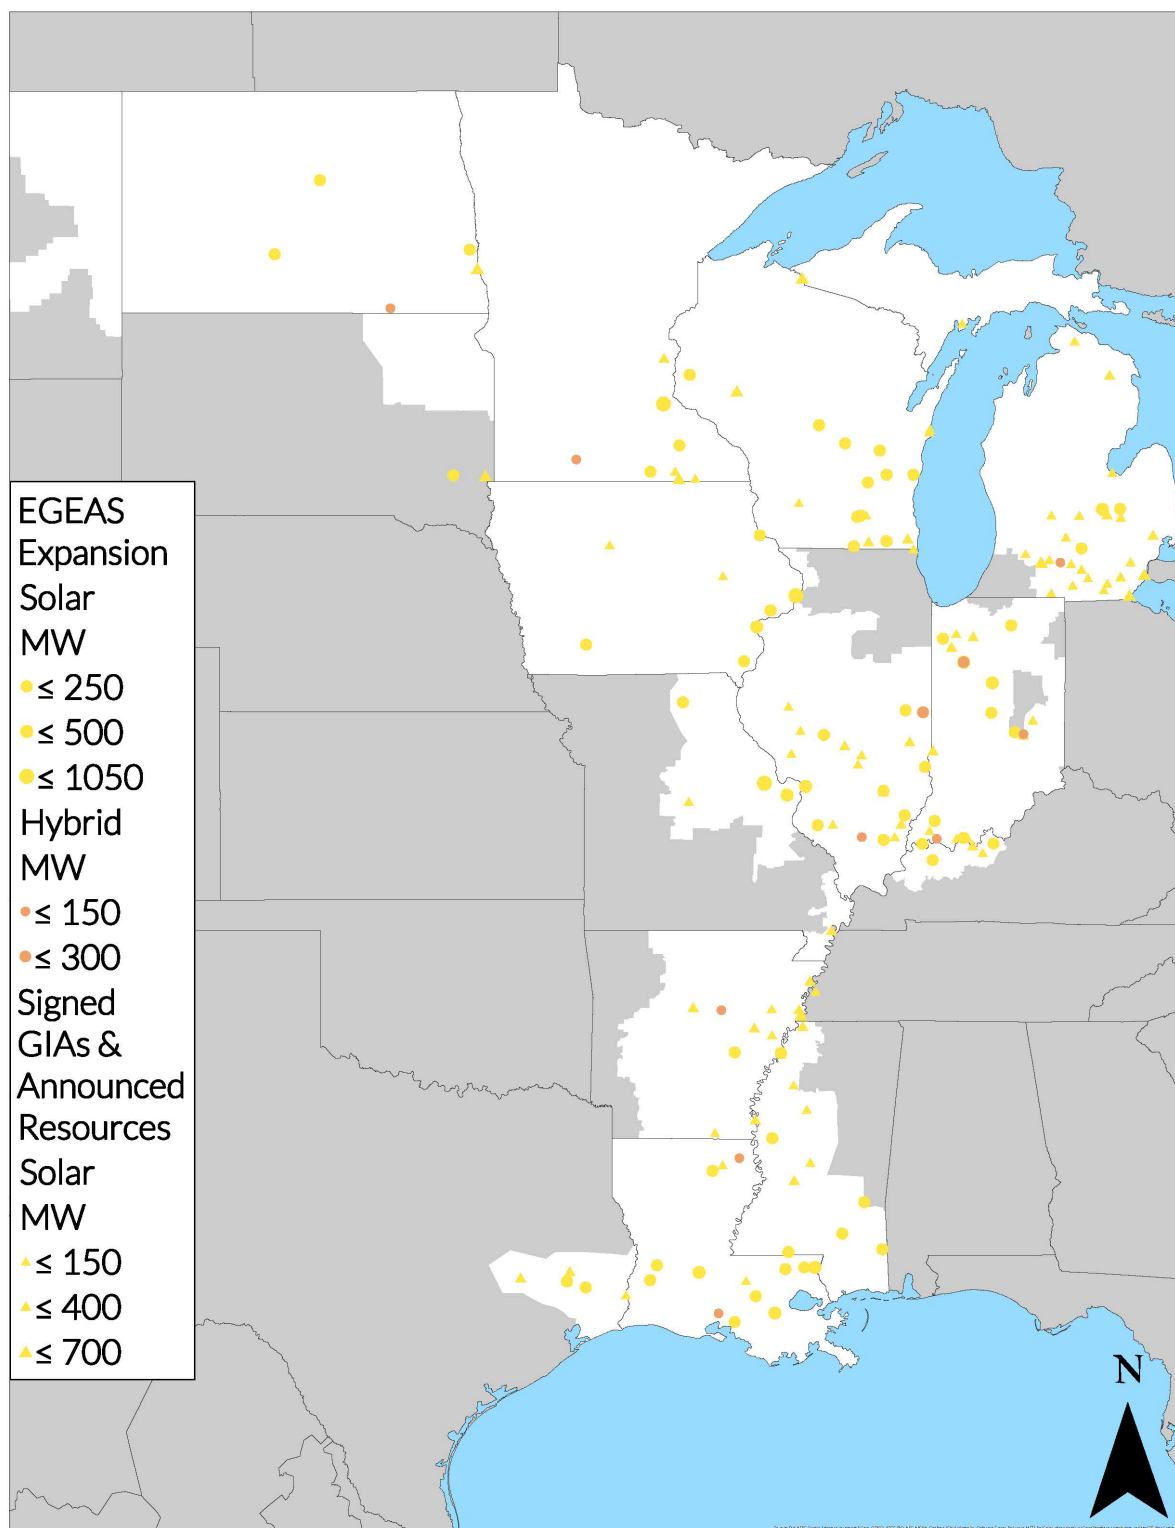 EGEAS
Expansion
Solar
MW
≤ 250
≤ 500
≤ 1050
Hybrid
MW
≤ 150
≤ 300
Signed
GIAs &
Announced
Resources
Solar
MW
≤ 150
≤ 400
≤ 700
N